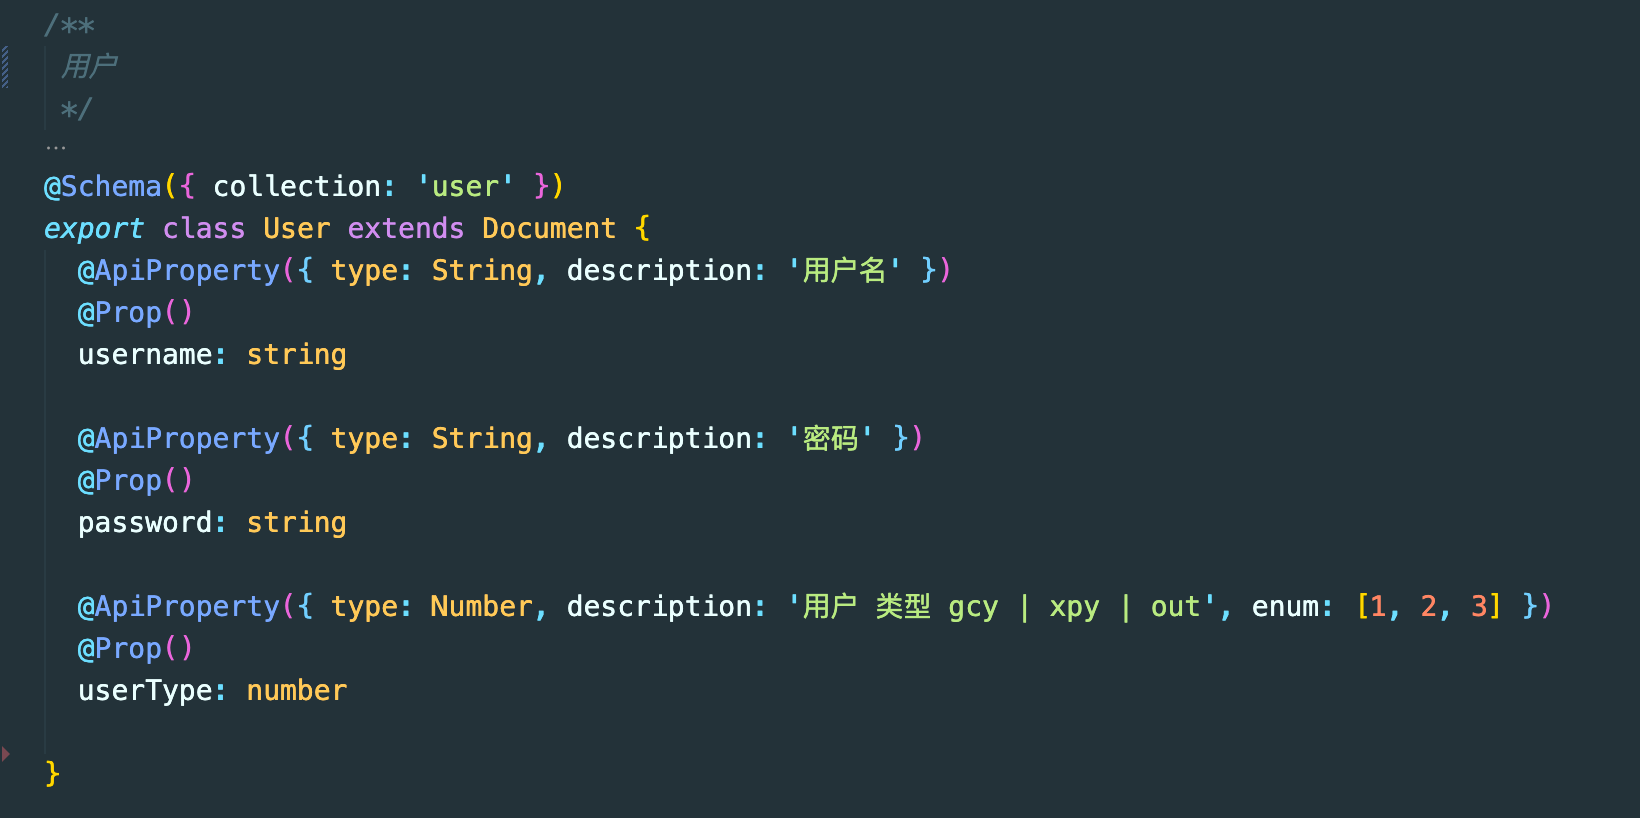 /**
用户
*/
...
@Schema({ collection: 'user' })
export class User extends Document {
@ApiProperty({ type: String, description: '用户名' })
@Prop()
username: string
@ApiProperty({ type: String, description: '密码' })
@Prop()
password: string
@ApiProperty({ type: Number, description: '用户 类型 gcy | xpy | out', enum: [1, 2, 3] })
@Prop()
userType: number
}